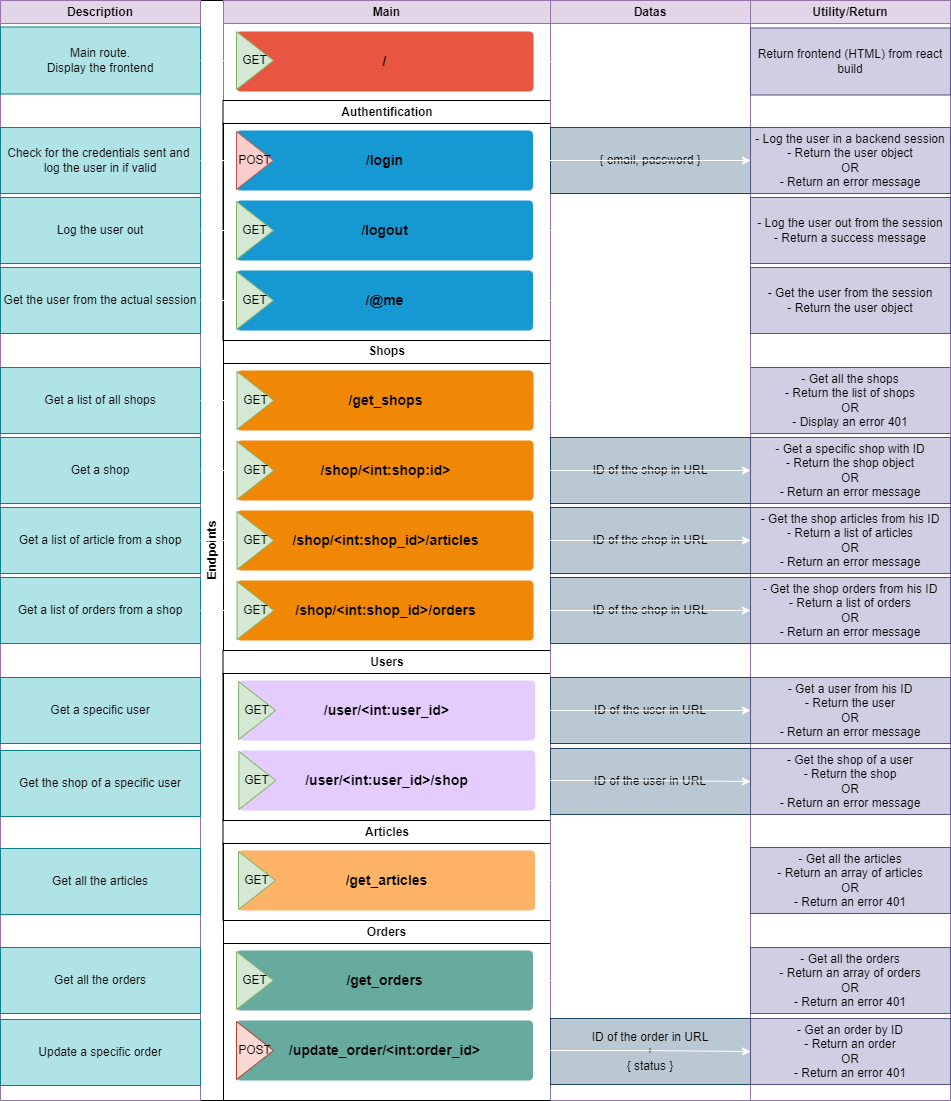 Description
Main
Datas
Utility/Return
Endpoints
Main route.
Display the frontend
GET
/
Return frontend (HTML) from react
build
Authentification
Check for the credentials sent and
log the user in if valid
POST
/login
{ email, password }
- Log the user in a backend session
- Return the user object
OR
- Return an error message
Log the user out
GET
/logout
- Log the user out from the session
- Return a success message
Get the user from the actual session
GET
/@me
- Get the user from the session
- Return the user object
Shops
Get a list of all shops
GET
/get_shops
- Get all the shops
- Return the list of shops
OR
- Display an error 401
Get a shop
GET
/shop/<int:shop:id>
ID of the shop in URL
- Get a specific shop with ID
- Return the shop object
OR
- Return an error message
Get a list of article from a shop
GET
/shop/<int:shop_id>/articles
ID of the shop in URL
- Get the shop articles from his ID
- Return a list of articles
OR
- Return an error message
Get a list of orders from a shop
GET
/shop/<int:shop_id>/orders
ID of the shop in URL
- Get the shop orders from his ID
- Return a list of orders
OR
- Return an error message
Users
Get a specific user
GET
/user/<int:user_id>
ID of the user in URL
- Get a user from his ID
- Return the user
OR
- Return an error message
Get the shop of a specific user
GET
/user/<int:user_id>/shop
ID of the user in URL
- Get the shop of a user
- Return the shop
OR
- Return an error message
Articles
Get all the articles
GET
/get_articles
- Get all the articles
- Return an array of articles
OR
- Return an error 401
Orders
Get all the orders
GET
/get_orders
- Get all the orders
- Return an array of orders
OR
- Return an error 401
Update a specific order
POST
/update_order/<int:order_id>
ID of the order in URL
:
{ status }
- Get an order by ID
- Return an order
OR
- Return an error 401